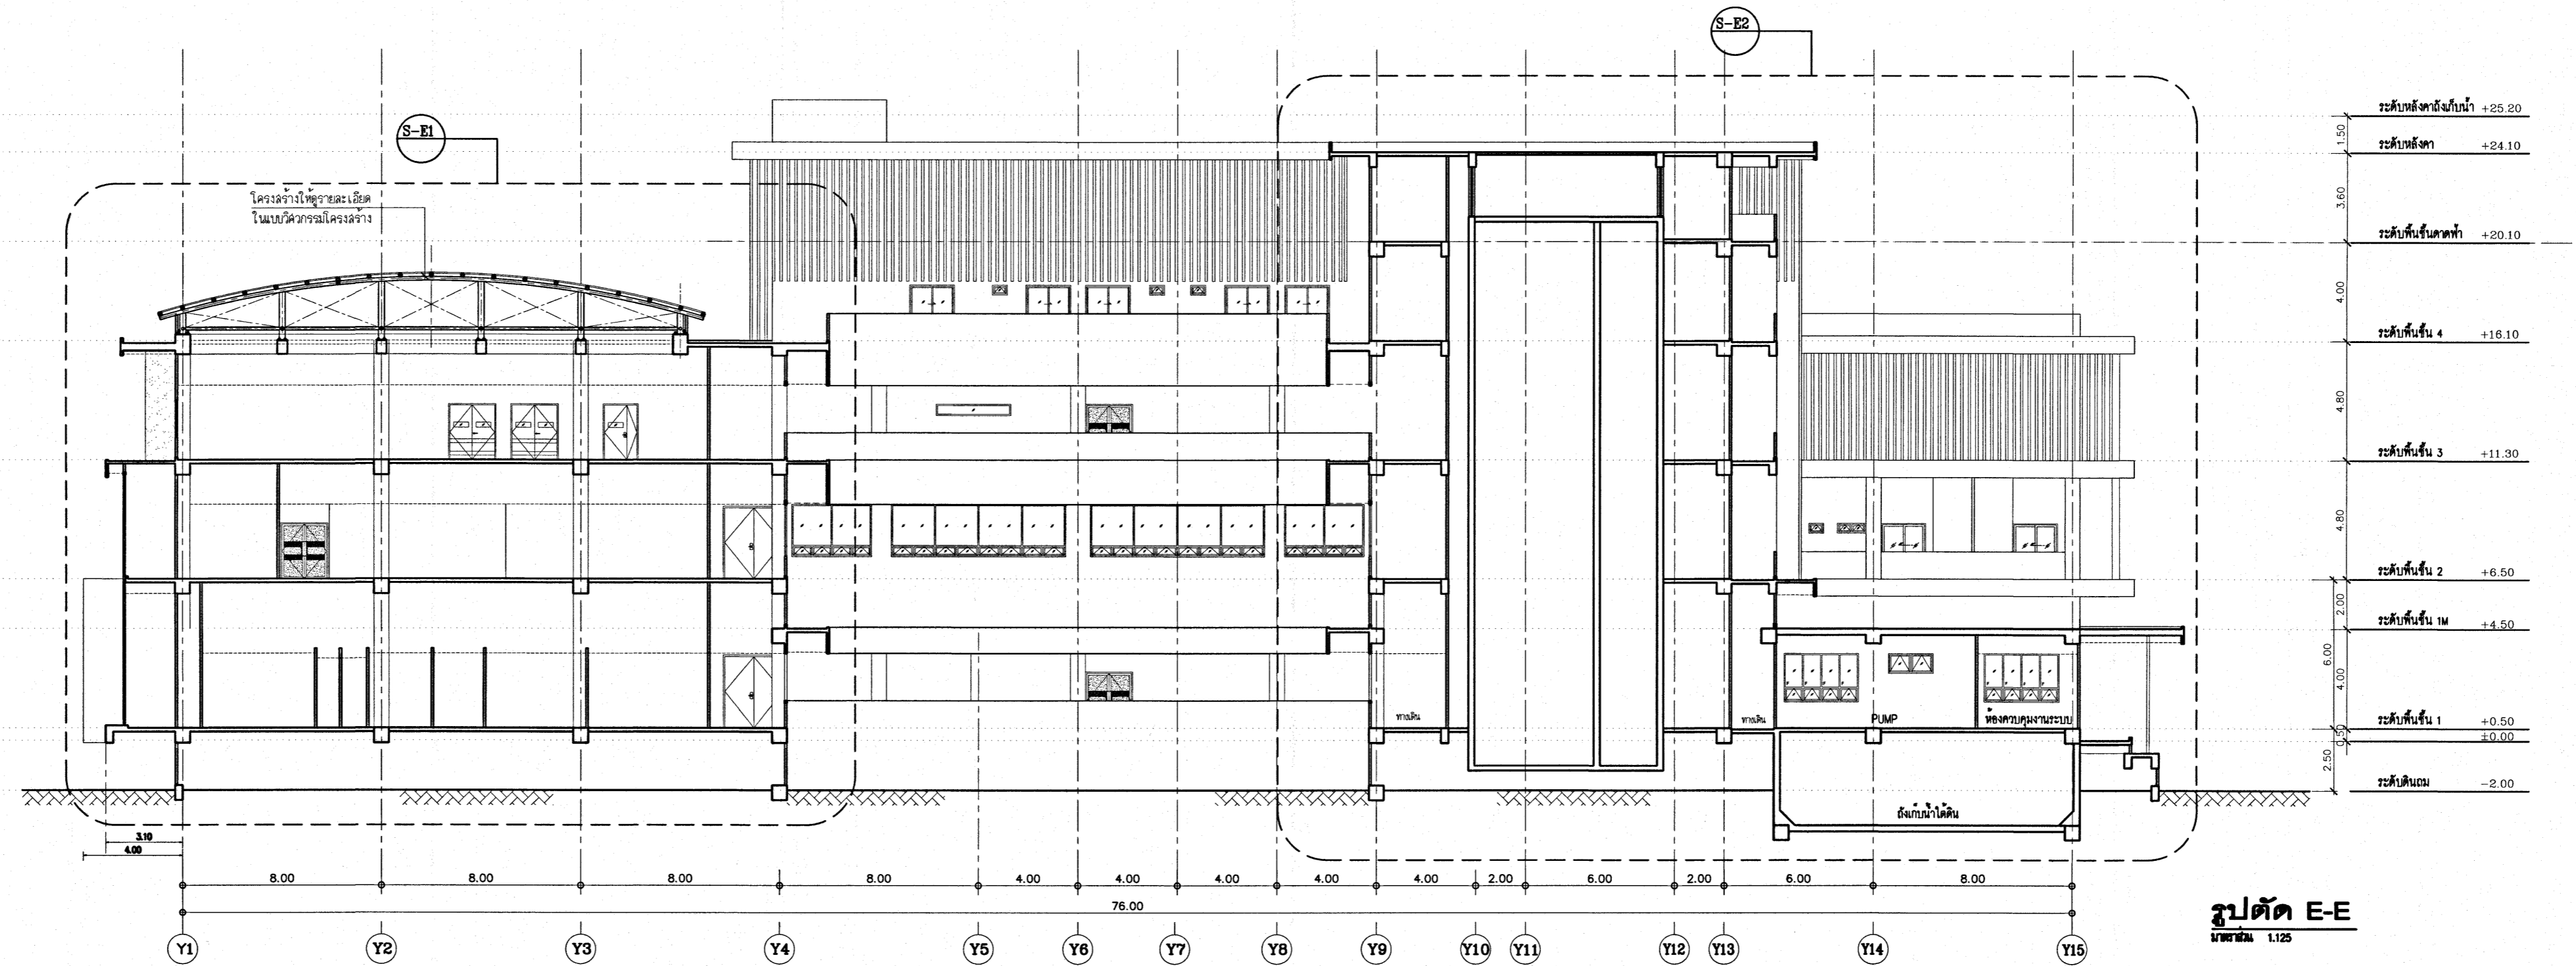 S-E2
S-E1
โครงสร้างให้ดูรายละเอียด
ในแบบวิศวกรรมโครงสร้าง
ระดับหลังคาถังเก็บน้ำ +25.20
1.50
ระดับหลังคา +24.10
3.60
ระดับพื้นชั้นดาดฟ้า +20.10
4.00
ระดับพื้นชั้น 4 +16.10
4.80
ระดับพื้นชั้น 3 +11.30
4.80
ระดับพื้นชั้น 2 +6.50
2.00
ระดับพื้นชั้น 1M +4.50
6.00
4.00
ระดับพื้นชั้น 1 +0.50
0.50
±0.00
2.50
ระดับดินถม -2.00
ทางเดิน
ทางเดิน
PUMP
ห้องควบคุมงานระบบ
ถังเก็บน้ำใต้ดิน
3.10
4.00
8.00 8.00 8.00 8.00 4.00 4.00 4.00 4.00 4.00 2.00 6.00 2.00 6.00 8.00
76.00
Y1 Y2 Y3 Y4 Y5 Y6 Y7 Y8 Y9 Y10 Y11 Y12 Y13 Y14 Y15
รูปตัด E-E
มาตราส่วน 1.125